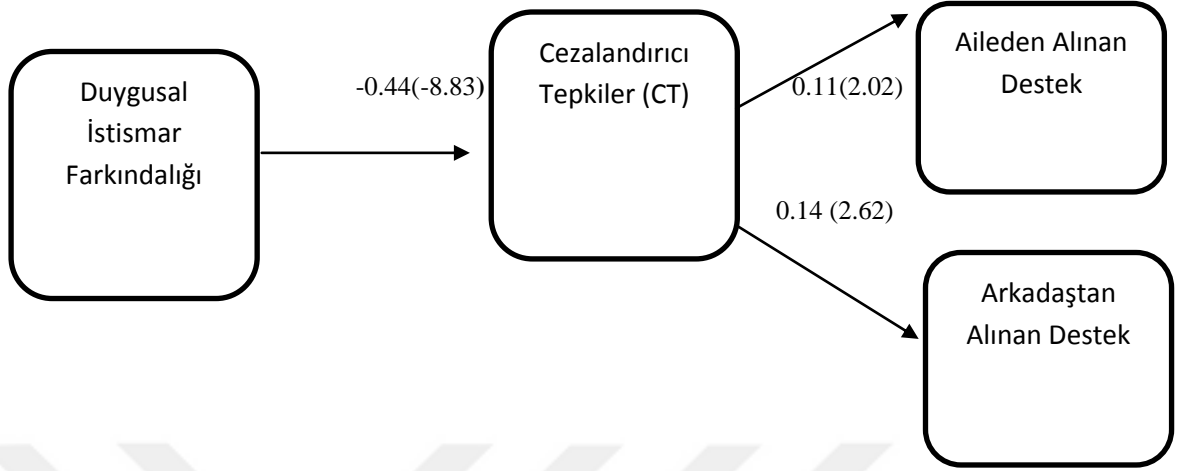 Duygusal
İstismar
Farkındalığı
-0.44(-8.83)
Cezalandırıcı
Tepkiler (CT)
0.11(2.02)
Aileden Alınan
Destek
0.14 (2.62)
Arkadaştan
Alınan Destek